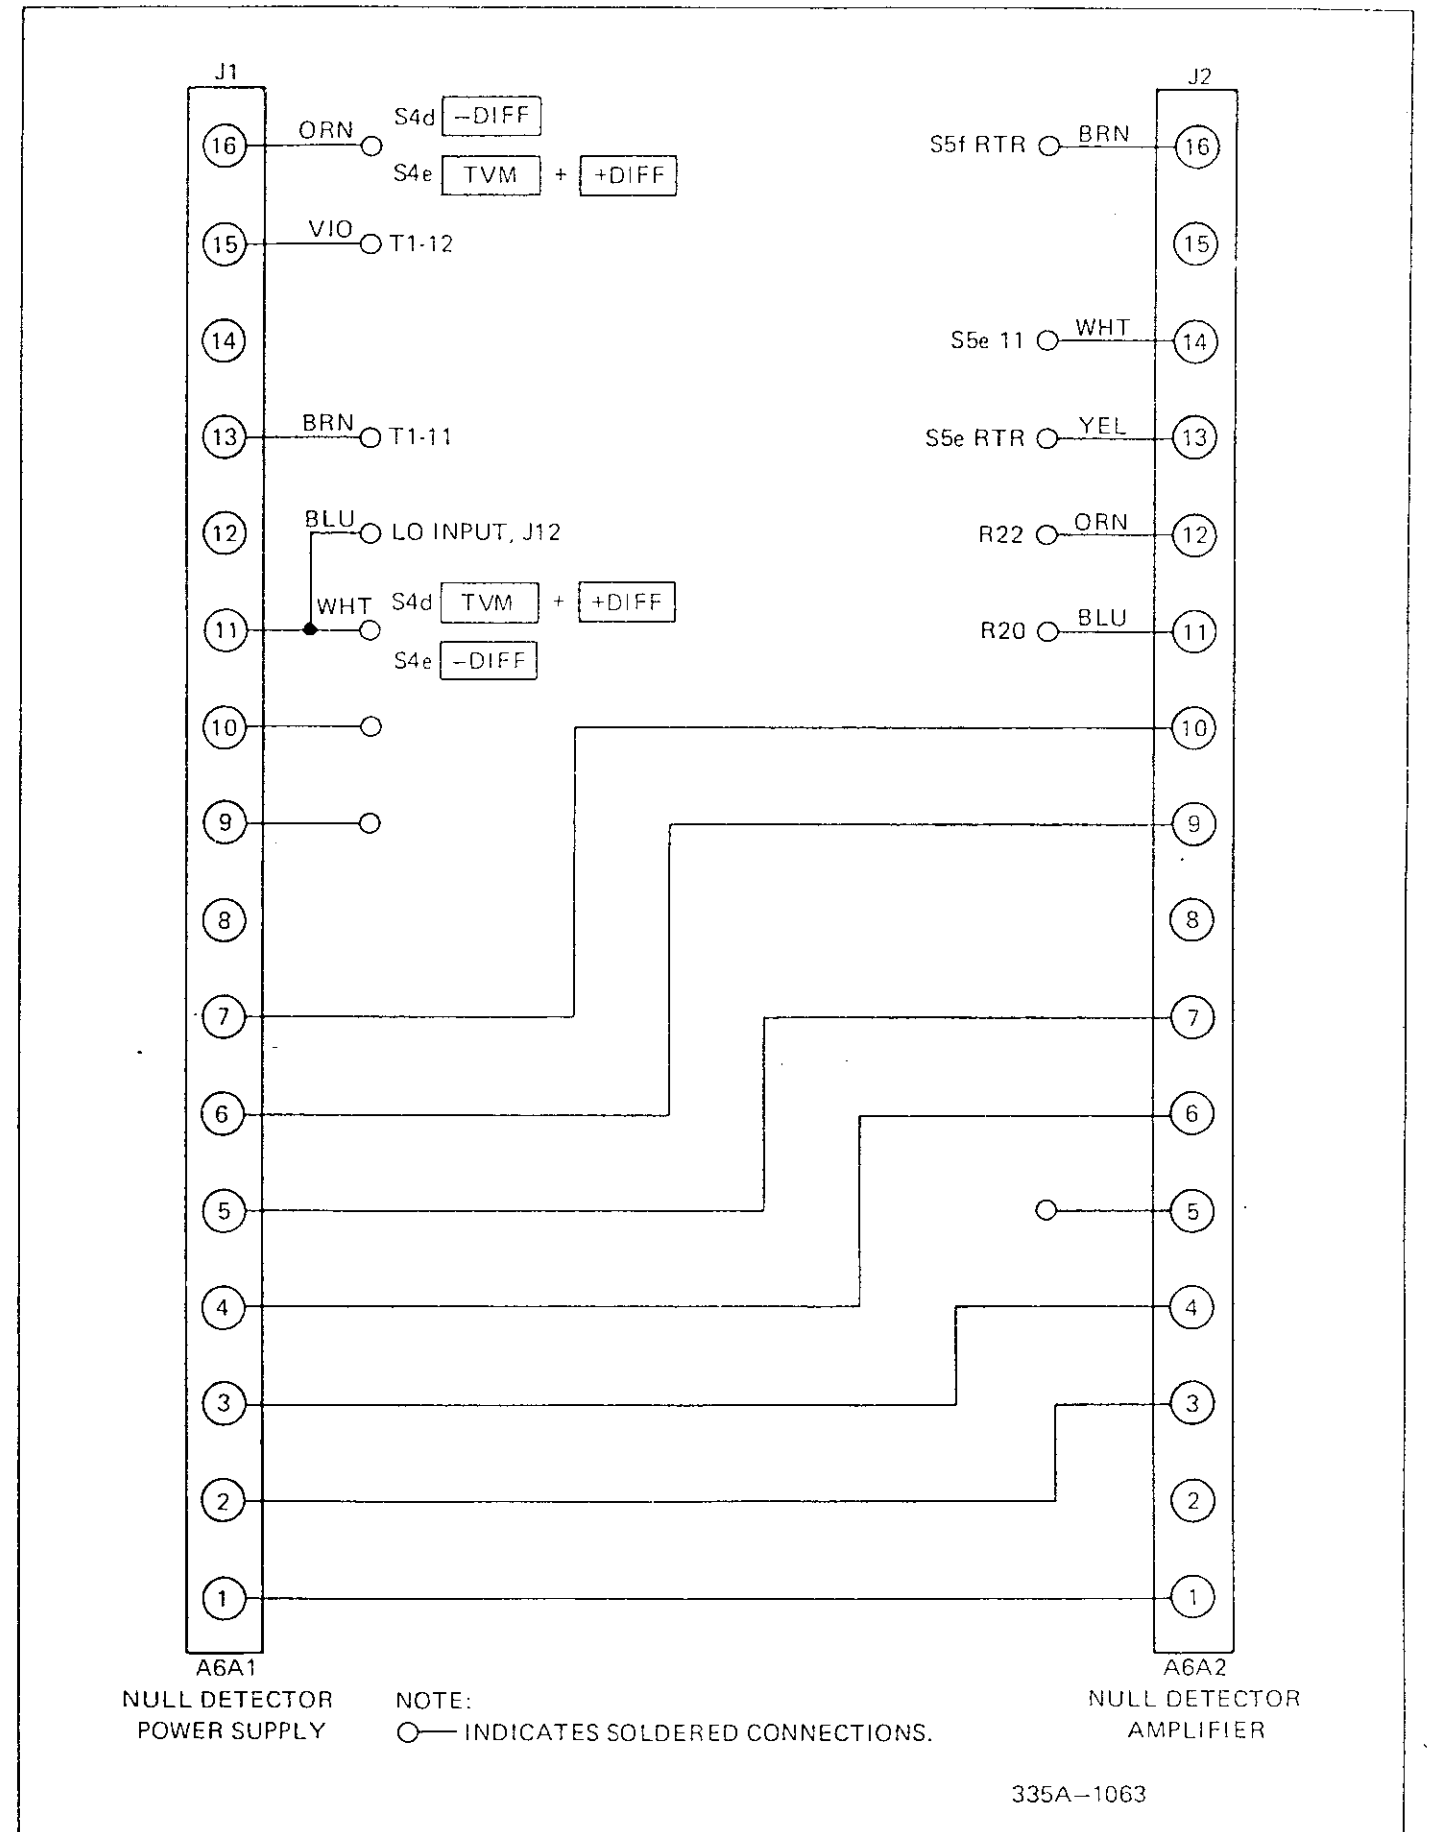 J1 J2
16 ORN S4d –DIFF S5f RTR BRN 16
S4e TVM + +DIFF
15 VIO T1-12 15
14 S5e 11 WHT 14
13 BRN T1-11 S5e RTR YEL 13
12 BLU LO INPUT, J12 R22 ORN 12
11 WHT S4d TVM + +DIFF R20 BLU 11
S4e –DIFF
10 10
9 9
8 8
7 7
6 6
5 5
4 4
3 3
2 2
1 1
A6A1 A6A2
NULL DETECTOR NOTE: NULL DETECTOR
POWER SUPPLY INDICATES SOLDERED CONNECTIONS. AMPLIFIER
335A–1063